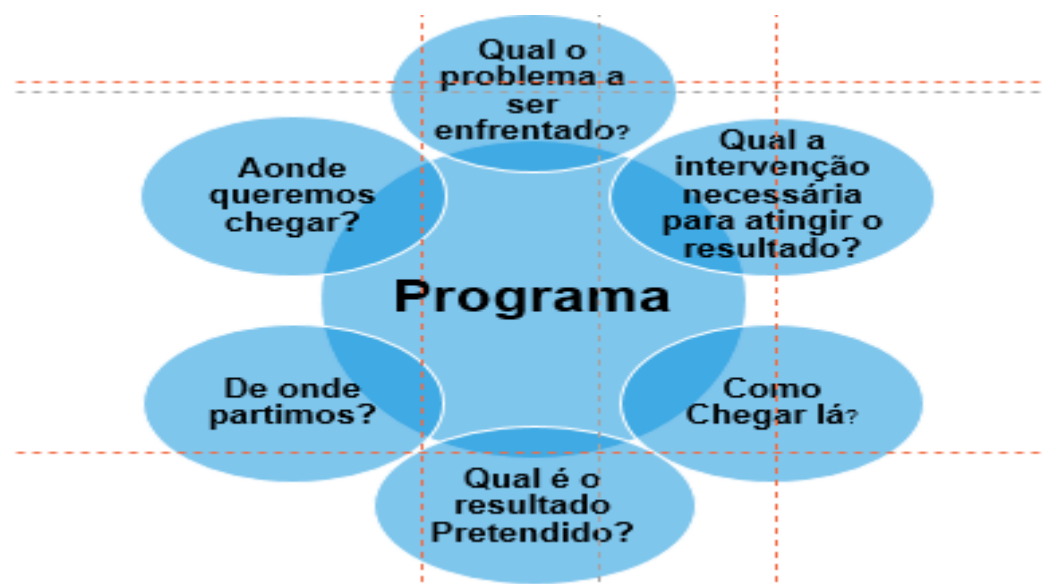 Qual o
problema a
ser
enfrentado?
Qual a
intervenção
necessária
para atingir o
resultado?
Aonde
queremos
chegar?
Programa
De onde
partimos?
Como
Chegar lá?
Qual é o
resultado
Pretendido?